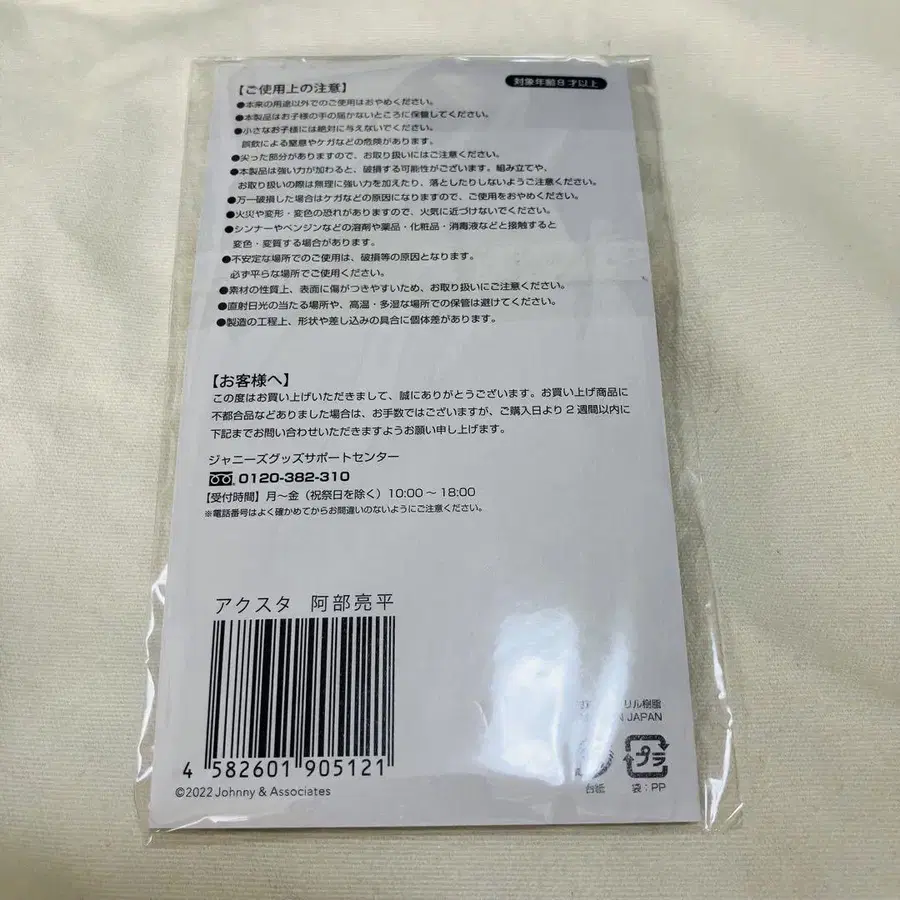 【ご使用上の注意】
対象年齢8才以上
●本来の用途以外でのご使用はおやめください。
●本製品はお子様の手の届かないところに保管してください。
●小さなお子様には絶対に与えないでください。
誤飲による窒息やケガなどの危険があります。
●尖った部分がありますので、お取り扱いにはご注意ください。
●本製品は強い力が加わると、破損する可能性がございます。組み立てや、
お取り扱いの際は無理に強い力を加えたり、落としたりしないようご注意ください。
●万一破損した場合はケガなどの原因になりますので、ご使用をおやめください。
●火災や変形・変色の恐れがありますので、火気に近づけないでください。
●シンナーやベンジンなどの溶剤や薬品・化粧品・消毒液などと接触すると
変色・変質する場合があります。
●不安定な場所でのご使用は、破損等の原因となります。
必ず平らな場所でご使用ください。
●素材の性質上、表面に傷がつきやすいため、お取り扱いにご注意ください。
●直射日光の当たる場所や、高温・多湿な場所での保管は避けてください。
●製造の工程上、形状や差し込みの具合に個体差があります。
【お客様へ】
この度はお買い上げいただきまして、誠にありがとうございます。お買い上げ商品に
不都合品などありました場合は、お手数ではございますが、ご購入日より2週間以内に
下記までお問い合わせいただきますようお願い申し上げます。
ジャニーズグッズサポートセンター
0120-382-310
【受付時間】月〜金（祝祭日を除く）10:00〜18:00
※電話番号はよく確かめてからお間違いのないようにご注意ください。
アクスタ 阿部亮平
4 582601 905121
©2022 Johnny & Associates
リル樹脂
N JAPAN
プラ
台紙
袋：PP